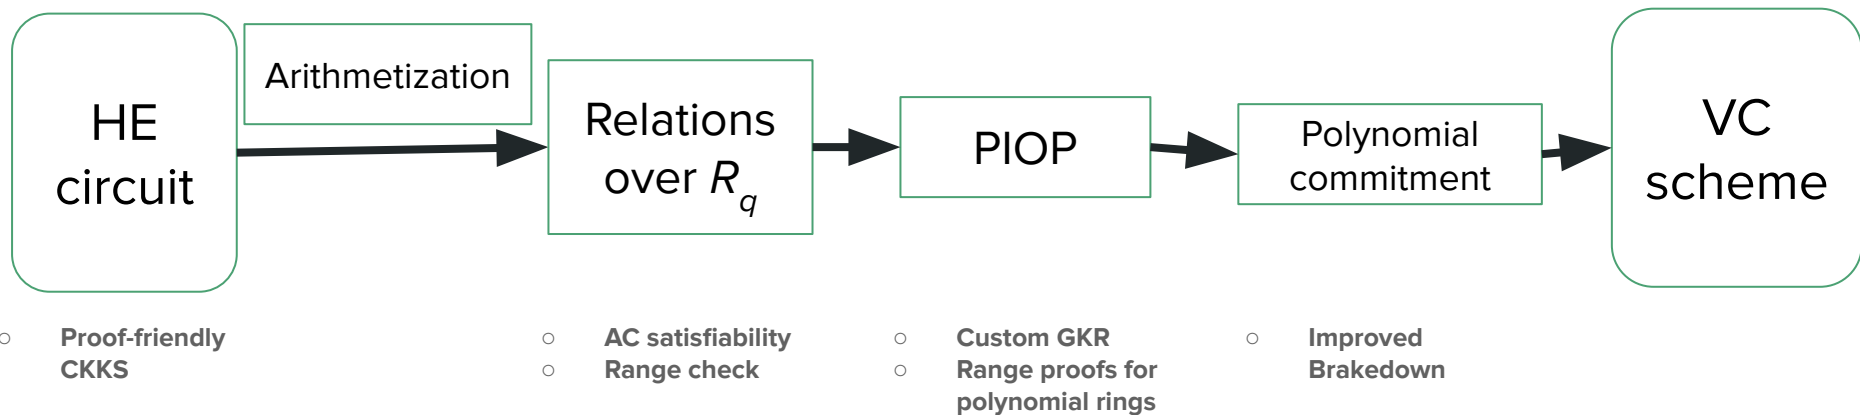 HE
circuit
Arithmetization
Relations
over R_q
PIOP
Polynomial
commitment
VC
scheme
○ Proof-friendly
CKKS
○ AC satisfiability
○ Range check
○ Custom GKR
○ Range proofs for
polynomial rings
○ Improved
Brakedown